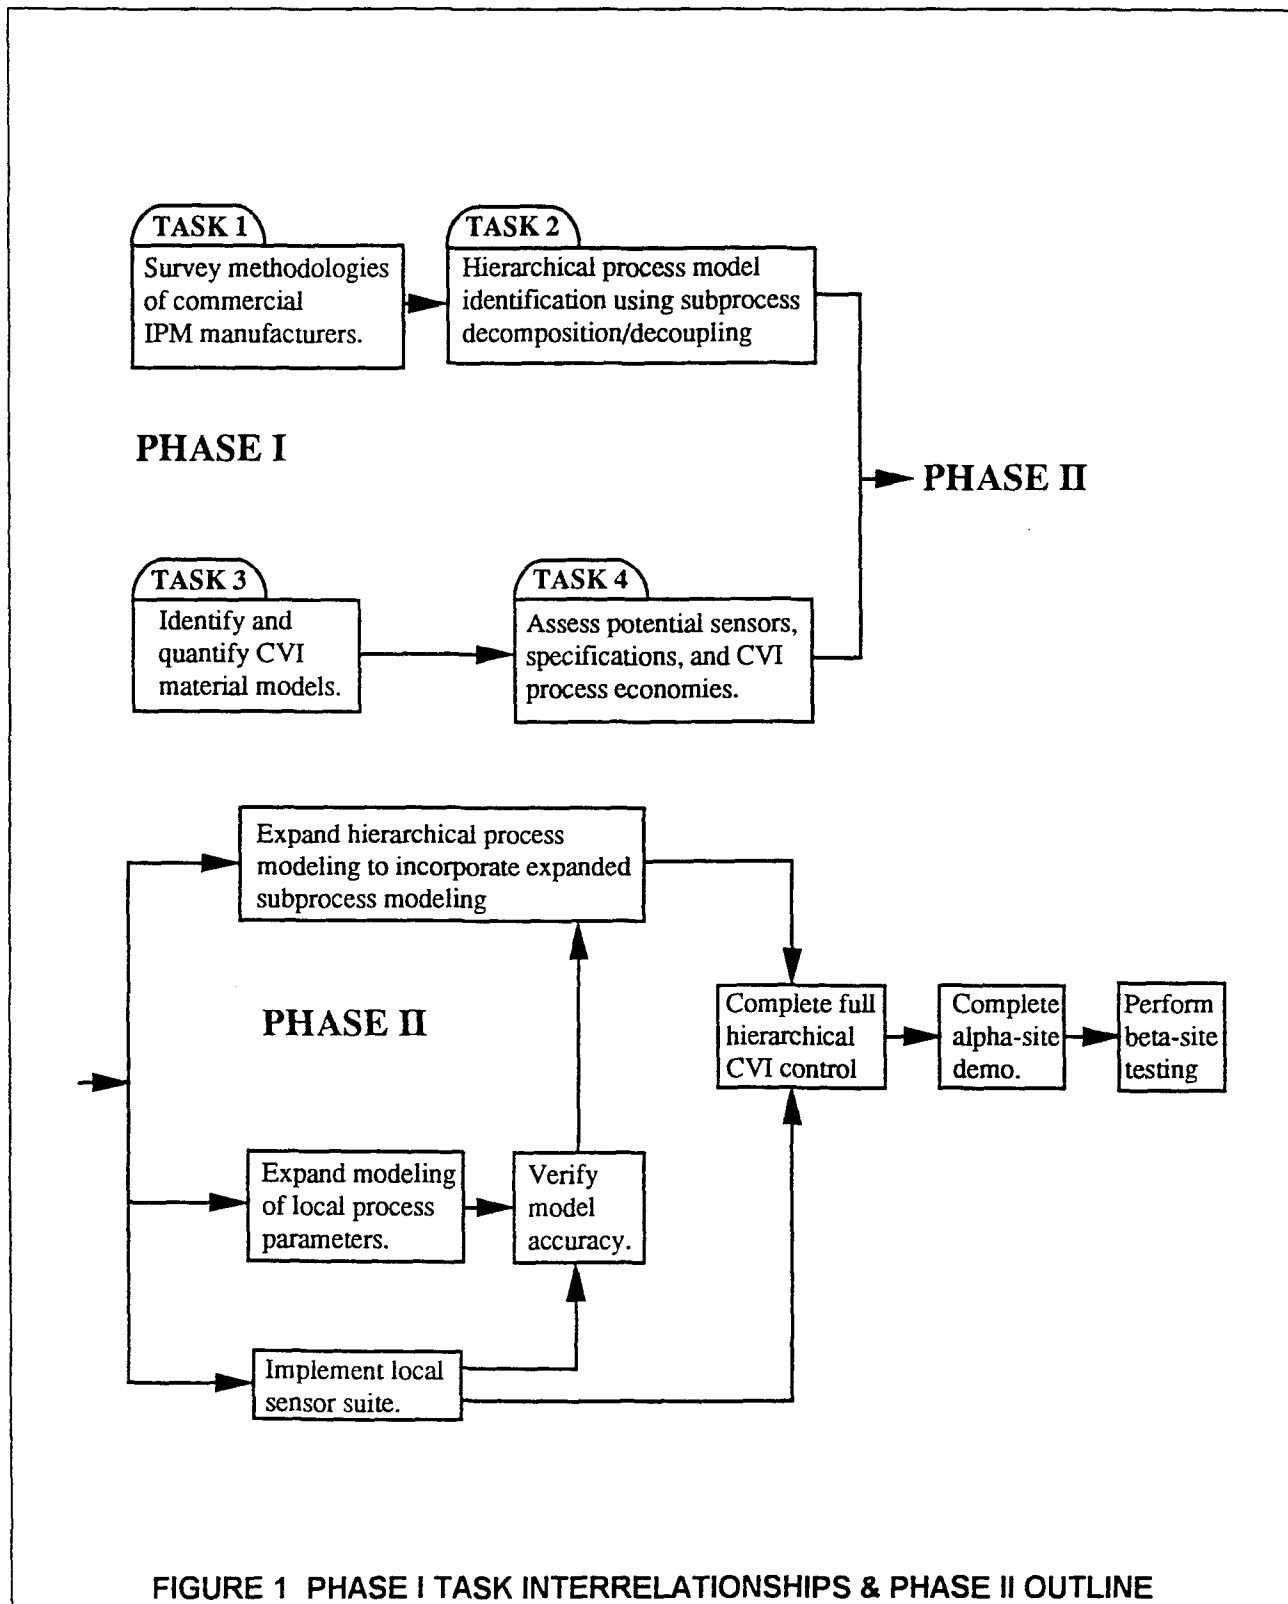 TASK 1
Survey methodologies
of commercial
IPM manufacturers.
TASK 2
Hierarchical process model
identification using subprocess
decomposition/decoupling
PHASE I
PHASE II
TASK 3
Identify and
quantify CVI
material models.
TASK 4
Assess potential sensors,
specifications, and CVI
process economies.
Expand hierarchical process
modeling to incorporate expanded
subprocess modeling
PHASE II
Complete full
hierarchical
CVI control
Complete
alpha-site
demo.
Perform
beta-site
testing
Expand modeling
of local process
parameters.
Verify
model
accuracy.
Implement local
sensor suite.
FIGURE 1 PHASE I TASK INTERRELATIONSHIPS & PHASE II OUTLINE